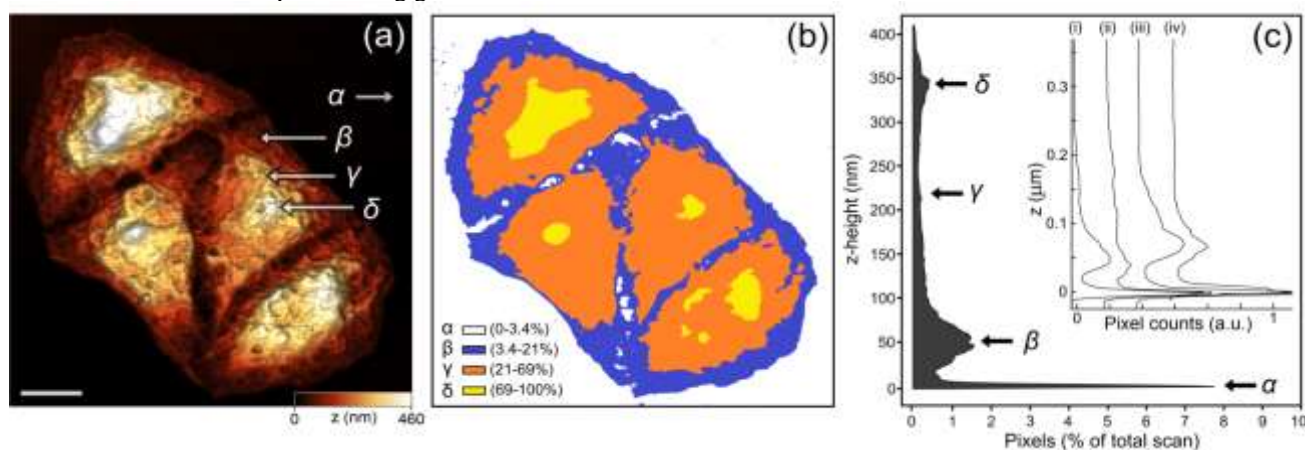 (a)
α
β
γ
δ
0
z (nm)
460
(b)
α (0-3.4%)
β (3.4-21%)
γ (21-69%)
δ (69-100%)
(c)
400
350
300
250
200
150
100
50
0
z-height (nm)
δ
γ
β
α
0 1 2 3 4 5 6 7 8 9 10
Pixels (% of total scan)
(i) (ii) (iii) (iv)
0.3
0.2
0.1
0
z (μm)
0 1
Pixel counts (a.u.)